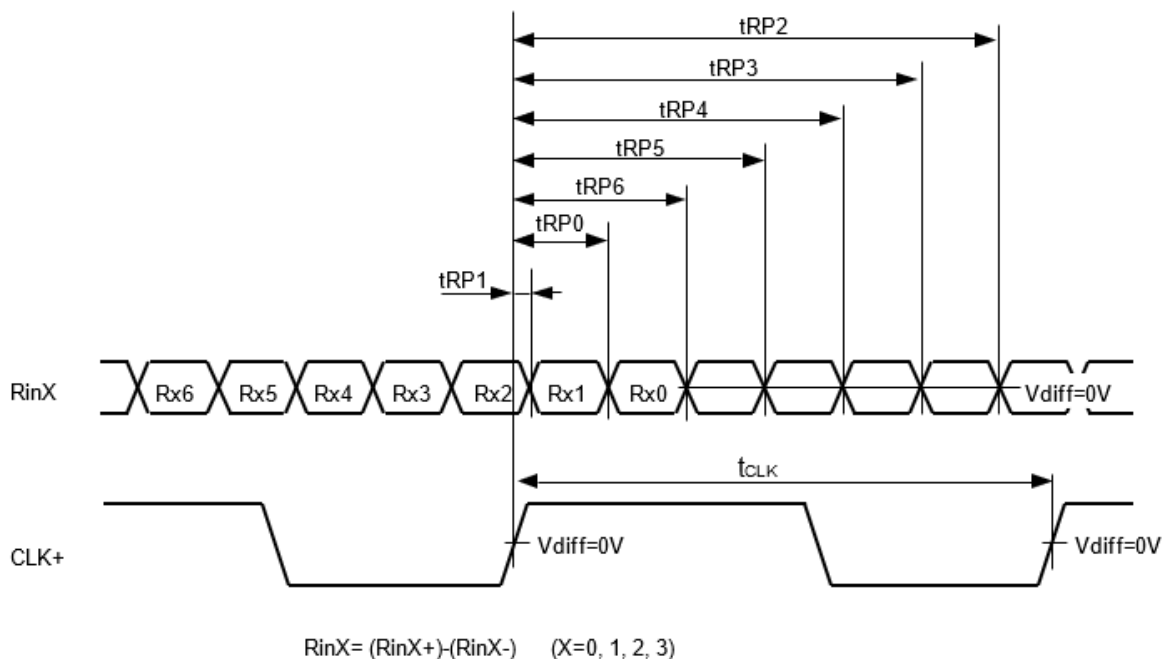 tRP2
tRP3
tRP4
tRP5
tRP6
tRP0
tRP1
RinX Rx6 Rx5 Rx4 Rx3 Rx2 Rx1 Rx0 Vdiff=0V
tCLK
CLK+ Vdiff=0V Vdiff=0V
RinX= (RinX+)-(RinX-) (X=0, 1, 2, 3)